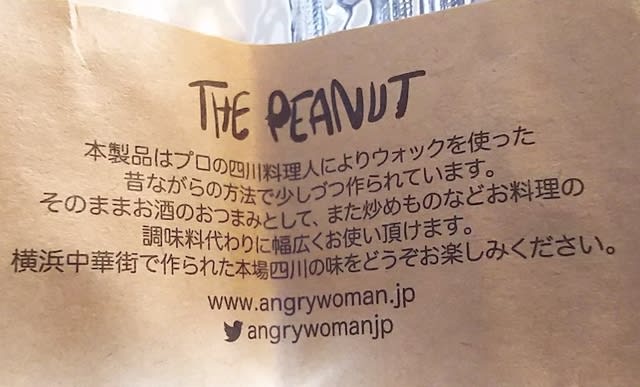 THE PEANUT
本製品はプロの四川料理人によりウォックを使った
昔ながらの方法で少しづつ作られています。
そのままお酒のおつまみとして、また炒めものなどお料理の
調味料代わりに幅広くお使い頂けます。
横浜中華街で作られた本場四川の味をどうぞお楽しみください。
www.angrywoman.jp
angrywomanjp